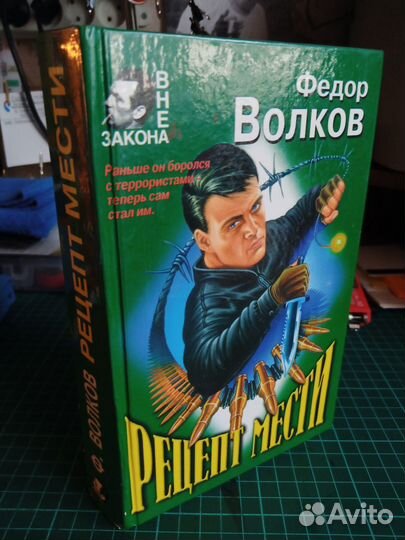 ВНЕ
ЗАКОНА
Федор
Волков
Раньше он боролся
с террористами,
теперь сам
стал им.
РЕЦЕПТ МЕСТИ
Ф. ВОЛКОВ РЕЦЕПТ МЕСТИ
Avito